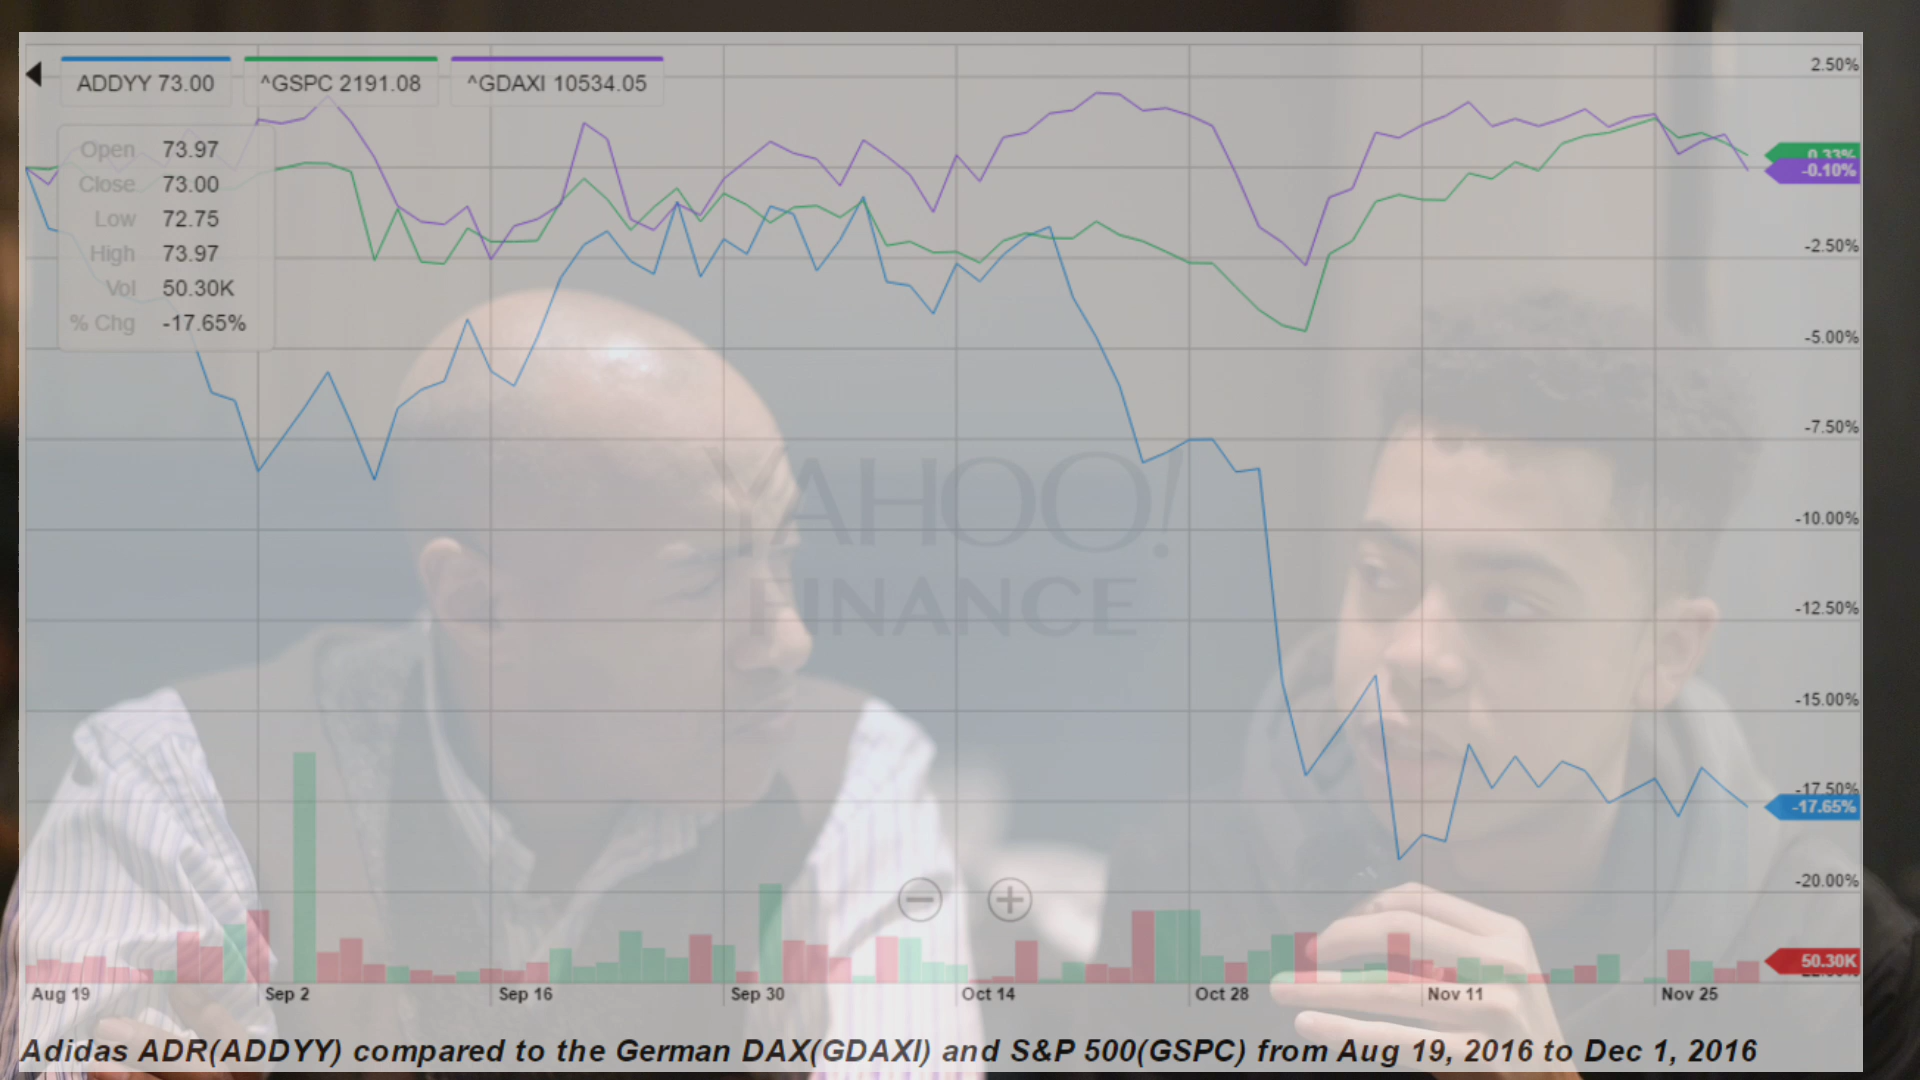 ADDYY 73.00 ^GSPC 2191.08 ^GDAXI 10534.05
2.50%
Open 73.97
Close 73.00
Low 72.75
High 73.97
Vol 50.30K
% Chg -17.65%
0.33%
-0.10%
-2.50%
-5.00%
-7.50%
-10.00%
-12.50%
-15.00%
-17.50%
-17.65%
-20.00%
50.30K
YAHOO!
FINANCE
Aug 19 Sep 2 Sep 16 Sep 30 Oct 14 Oct 28 Nov 11 Nov 25
Adidas ADR(ADDYY) compared to the German DAX(GDAXI) and S&P 500(GSPC) from Aug 19, 2016 to Dec 1, 2016